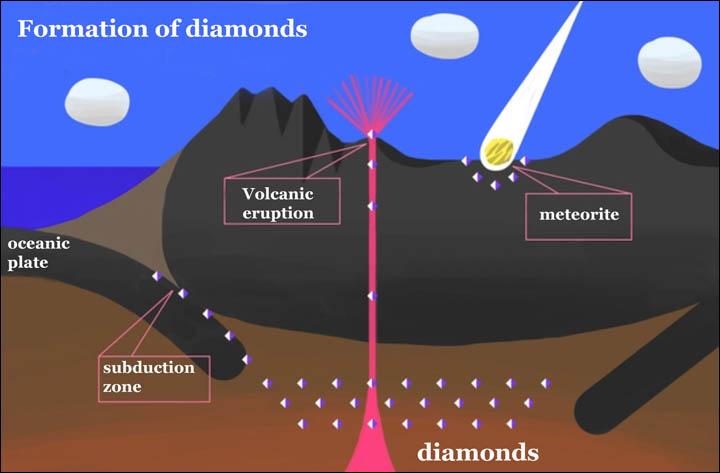 Formation of diamonds
Volcanic
eruption
meteorite
oceanic
plate
subduction
zone
diamonds